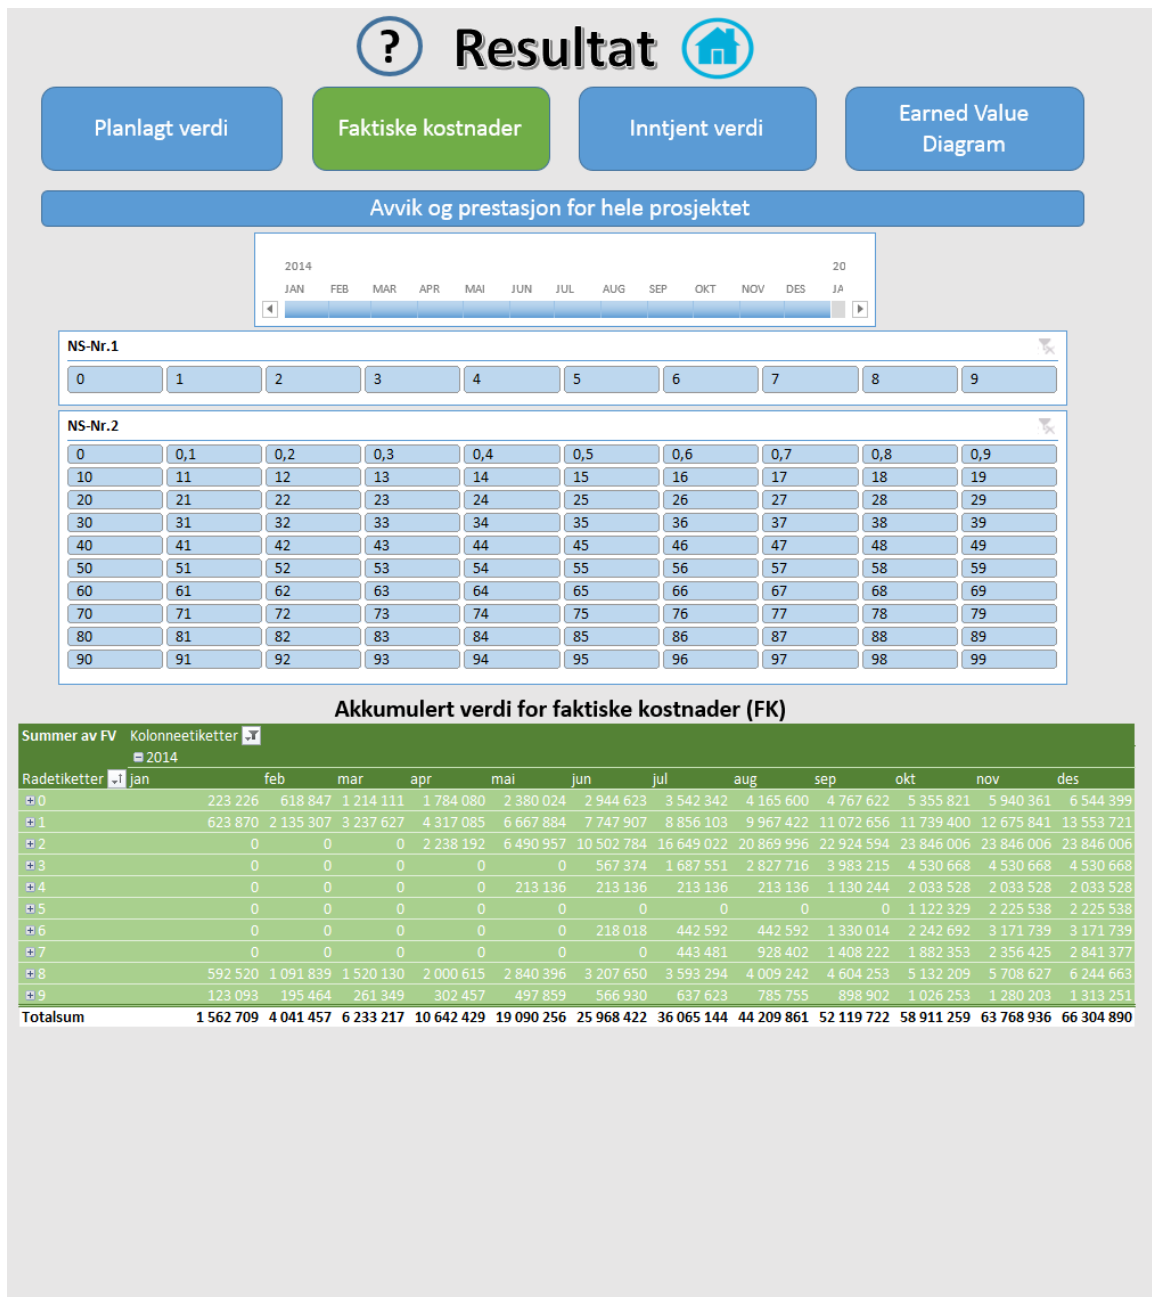 ? Resultat
Planlagt verdi Faktiske kostnader Inntjent verdi Earned Value Diagram
Avvik og prestasjon for hele prosjektet
2014 20
JAN FEB MAR APR MAI JUN JUL AUG SEP OKT NOV DES JA
NS-Nr.1
0 1 2 3 4 5 6 7 8 9
NS-Nr.2
0 0,1 0,2 0,3 0,4 0,5 0,6 0,7 0,8 0,9
10 11 12 13 14 15 16 17 18 19
20 21 22 23 24 25 26 27 28 29
30 31 32 33 34 35 36 37 38 39
40 41 42 43 44 45 46 47 48 49
50 51 52 53 54 55 56 57 58 59
60 61 62 63 64 65 66 67 68 69
70 71 72 73 74 75 76 77 78 79
80 81 82 83 84 85 86 87 88 89
90 91 92 93 94 95 96 97 98 99
Akkumulert verdi for faktiske kostnader (FK)
Summer av FV Kolonneetiketter
2014
Radetiketter jan feb mar apr mai jun jul aug sep okt nov des
0 223 226 618 847 1 214 111 1 784 080 2 380 024 2 944 623 3 542 342 4 165 600 4 767 622 5 355 821 5 940 361 6 544 399
1 623 870 2 135 307 3 237 627 4 317 085 6 667 884 7 747 907 8 856 103 9 967 422 11 072 656 11 739 400 12 675 841 13 553 721
2 0 0 0 2 238 192 6 490 957 10 502 784 16 649 022 20 869 996 22 924 594 23 846 006 23 846 006 23 846 006
3 0 0 0 0 0 567 374 1 687 551 2 827 716 3 983 215 4 530 668 4 530 668 4 530 668
4 0 0 0 0 213 136 213 136 213 136 213 136 1 130 244 2 033 528 2 033 528 2 033 528
5 0 0 0 0 0 0 0 0 0 1 122 329 2 225 538 2 225 538
6 0 0 0 0 0 218 018 442 592 442 592 1 330 014 2 242 692 3 171 739 3 171 739
7 0 0 0 0 0 0 443 481 928 402 1 408 222 1 882 353 2 356 425 2 841 377
8 592 520 1 091 839 1 520 130 2 000 615 2 840 396 3 207 650 3 593 294 4 009 242 4 604 253 5 132 209 5 708 627 6 244 663
9 123 093 195 464 261 349 302 457 497 859 566 930 637 623 785 755 898 902 1 026 253 1 280 203 1 313 251
Totalsum 1 562 709 4 041 457 6 233 217 10 642 429 19 090 256 25 968 422 36 065 144 44 209 861 52 119 722 58 911 259 63 768 936 66 304 890